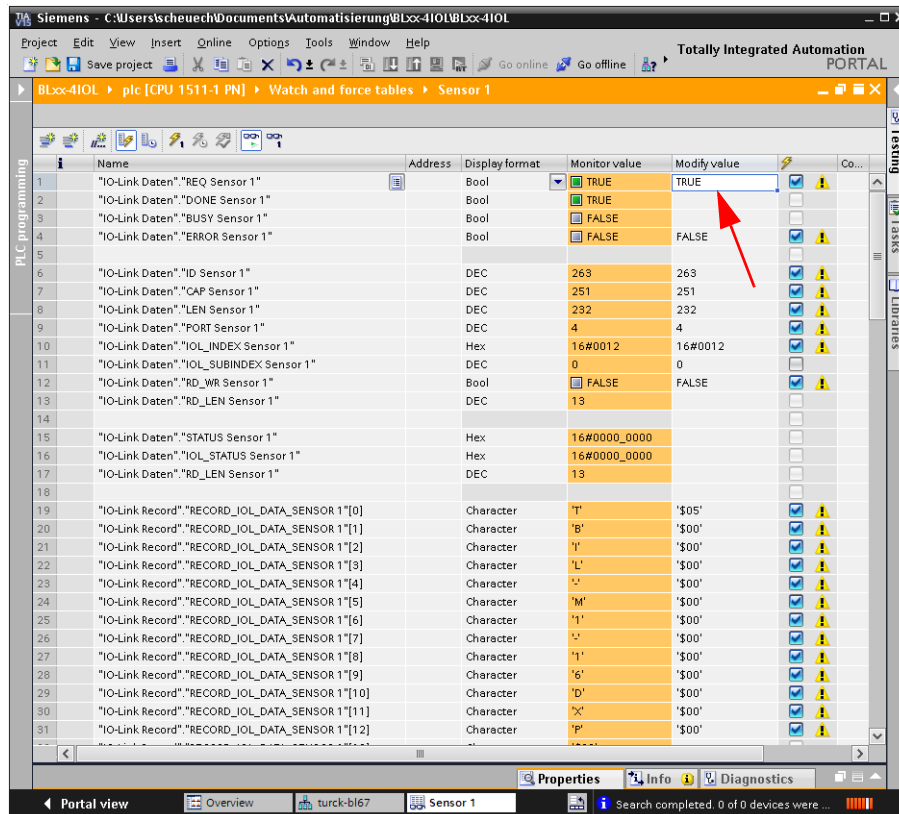 Siemens - C:\Users\scheuech\Documents\Automatisierung\BLxx-4IOL\BLxx-4IOL
Project Edit View Insert Online Options Tools Window Help
Totally Integrated Automation
PORTAL
Save project Go online Go offline
BLxx-4IOL plc [CPU 1511-1 PN] Watch and force tables Sensor 1
PLC programming
Testing
Tasks
Libraries
i Name Address Display format Monitor value Modify value Co...
1 "IO-Link Daten"."REQ Sensor 1" Bool TRUE TRUE
2 "IO-Link Daten"."DONE Sensor 1" Bool TRUE
3 "IO-Link Daten"."BUSY Sensor 1" Bool FALSE
4 "IO-Link Daten"."ERROR Sensor 1" Bool FALSE FALSE
5
6 "IO-Link Daten"."ID Sensor 1" DEC 263 263
7 "IO-Link Daten"."CAP Sensor 1" DEC 251 251
8 "IO-Link Daten"."LEN Sensor 1" DEC 232 232
9 "IO-Link Daten"."PORT Sensor 1" DEC 4 4
10 "IO-Link Daten"."IOL_INDEX Sensor 1" Hex 16#0012 16#0012
11 "IO-Link Daten"."IOL_SUBINDEX Sensor 1" DEC 0 0
12 "IO-Link Daten"."RD_WR Sensor 1" Bool FALSE FALSE
13 "IO-Link Daten"."RD_LEN Sensor 1" DEC 13
14
15 "IO-Link Daten"."STATUS Sensor 1" Hex 16#0000_0000
16 "IO-Link Daten"."IOL_STATUS Sensor 1" Hex 16#0000_0000
17 "IO-Link Daten"."RD_LEN Sensor 1" DEC 13
18
19 "IO-Link Record"."RECORD_IOL_DATA_SENSOR 1"[0] Character 'T' '$05'
20 "IO-Link Record"."RECORD_IOL_DATA_SENSOR 1"[1] Character 'B' '$00'
21 "IO-Link Record"."RECORD_IOL_DATA_SENSOR 1"[2] Character 'I' '$00'
22 "IO-Link Record"."RECORD_IOL_DATA_SENSOR 1"[3] Character 'L' '$00'
23 "IO-Link Record"."RECORD_IOL_DATA_SENSOR 1"[4] Character '-' '$00'
24 "IO-Link Record"."RECORD_IOL_DATA_SENSOR 1"[5] Character 'M' '$00'
25 "IO-Link Record"."RECORD_IOL_DATA_SENSOR 1"[6] Character '1' '$00'
26 "IO-Link Record"."RECORD_IOL_DATA_SENSOR 1"[7] Character '-' '$00'
27 "IO-Link Record"."RECORD_IOL_DATA_SENSOR 1"[8] Character '1' '$00'
28 "IO-Link Record"."RECORD_IOL_DATA_SENSOR 1"[9] Character '6' '$00'
29 "IO-Link Record"."RECORD_IOL_DATA_SENSOR 1"[10] Character 'D' '$00'
30 "IO-Link Record"."RECORD_IOL_DATA_SENSOR 1"[11] Character 'X' '$00'
31 "IO-Link Record"."RECORD_IOL_DATA_SENSOR 1"[12] Character 'P' '$00'
Properties Info Diagnostics
Portal view Overview turck-bl67 Sensor 1 Search completed. 0 of 0 devices were ...